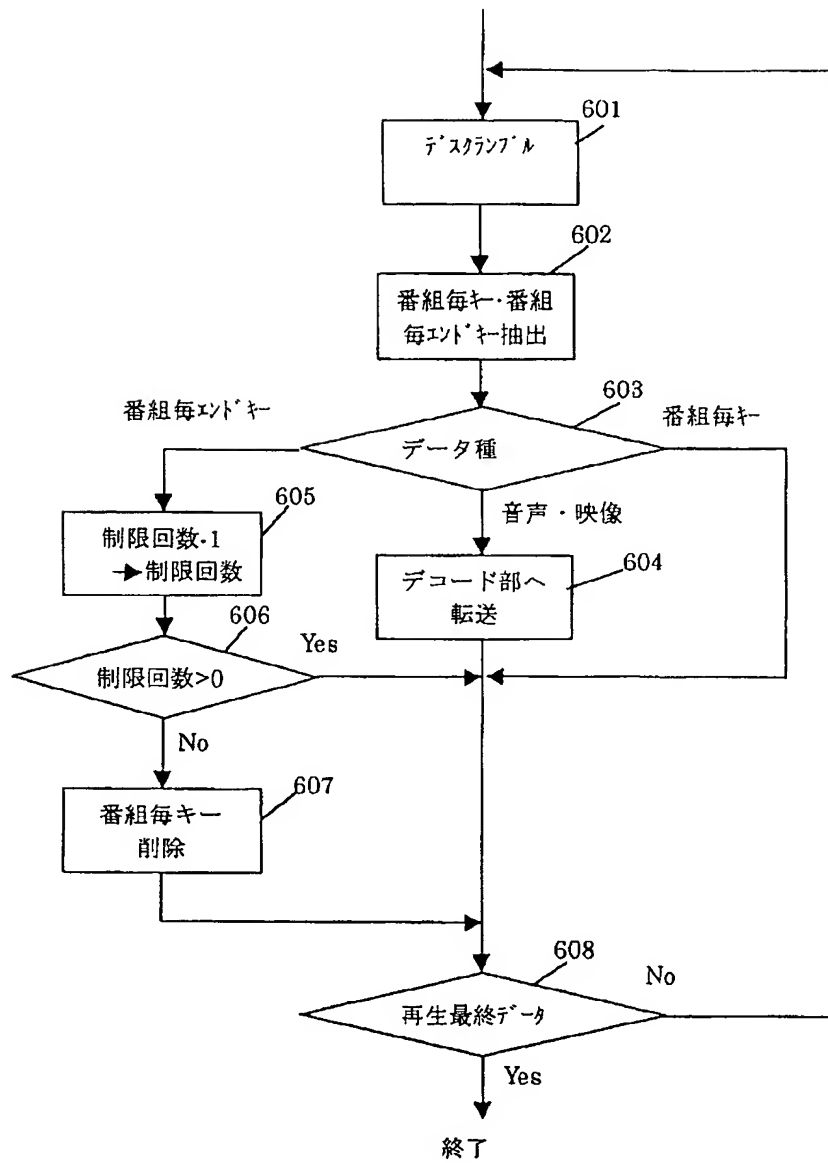 601
ﾃﾞｽｸﾗﾝﾌﾞﾙ
602
番組毎キー・番組
毎ｴﾝﾄﾞｷｰ抽出
603
番組毎ｴﾝﾄﾞｷｰ
番組毎キー
データ種
605
音声・映像
制限回数-1
→制限回数
604
デコード部へ
転送
606
Yes
制限回数>0
No
607
番組毎キー
削除
608
No
再生最終ﾃﾞｰﾀ
Yes
終了